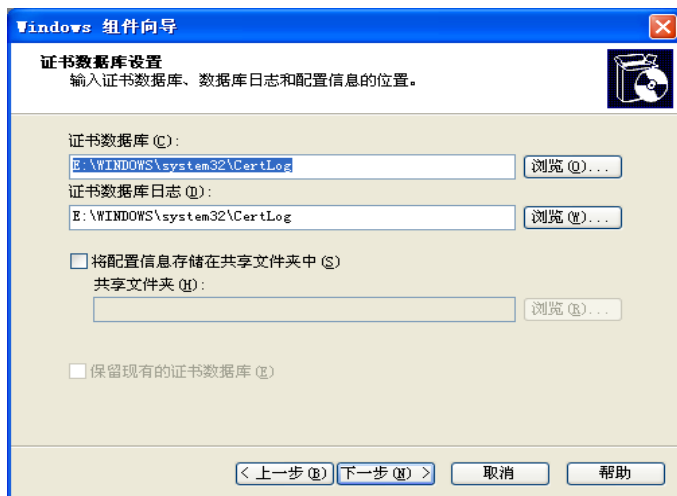 Windows 组件向导
证书数据库设置
输入证书数据库、数据库日志和配置信息的位置。
证书数据库(C):
E:\WINDOWS\system32\CertLog
浏览(O)...
证书数据库日志(D):
E:\WINDOWS\system32\CertLog
浏览(W)...
将配置信息存储在共享文件夹中(S)
共享文件夹(H):
浏览(R)...
保留现有的证书数据库(E)
< 上一步(B) 下一步(N) > 取消 帮助